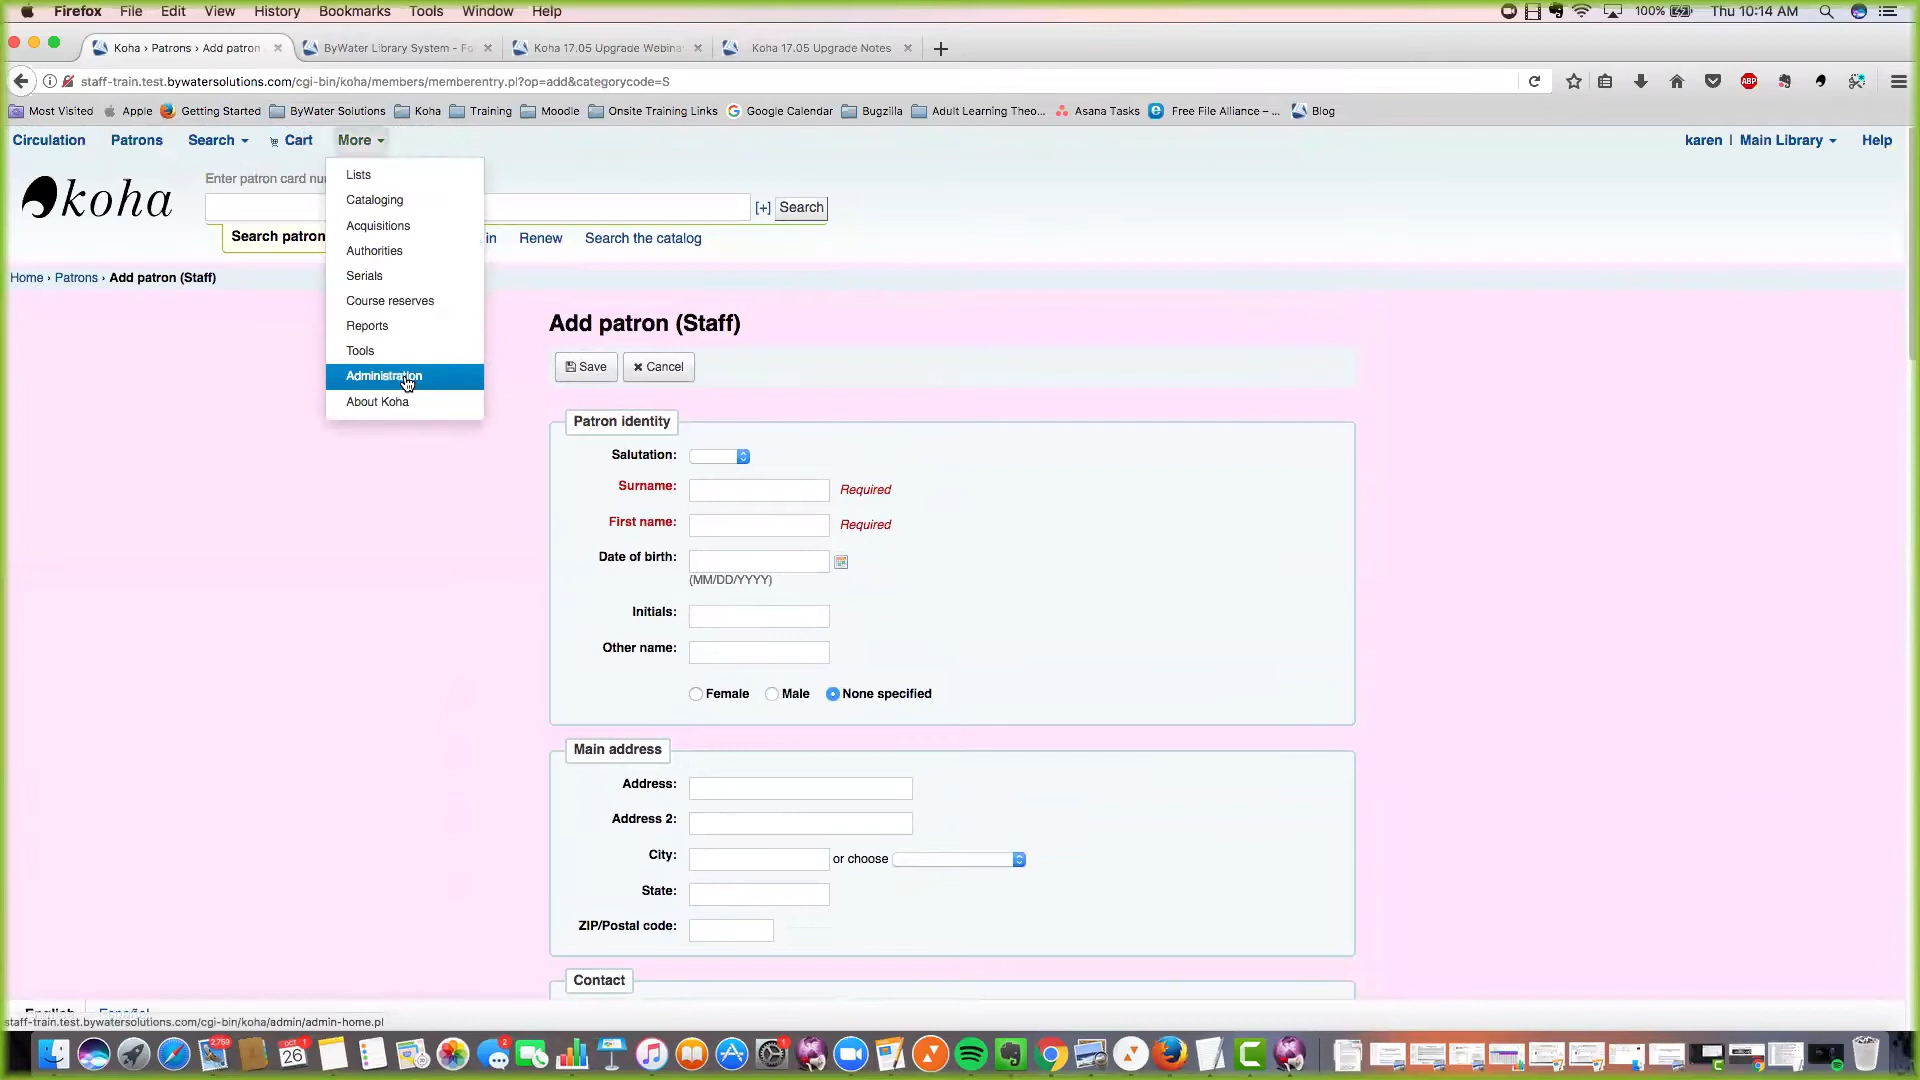 Firefox File Edit View History Bookmarks Tools Window Help 100% Thu 10:14 AM
Koha › Patrons › Add patron ByWater Library System - Fo Koha 17.05 Upgrade Webina Koha 17.05 Upgrade Notes
staff-train.test.bywatersolutions.com/cgi-bin/koha/members/memberentry.pl?op=add&categorycode=S ABP
Most Visited Apple Getting Started ByWater Solutions Koha Training Moodle Onsite Training Links Google Calendar Bugzilla Adult Learning Theo... Asana Tasks Free File Alliance – ... Blog
Circulation Patrons Search Cart More karen | Main Library Help
Lists
Enter patron card nu
Cataloging
koha
[+] Search
Acquisitions
Search patron in Renew Search the catalog
Authorities
Serials
Home › Patrons › Add patron (Staff)
Course reserves
Reports
Add patron (Staff)
Tools
Save Cancel
Administration
About Koha
Patron identity
Salutation:
Surname: Required
First name: Required
Date of birth:
(MM/DD/YYYY)
Initials:
Other name:
Female Male None specified
Main address
Address:
Address 2:
City: or choose
State:
ZIP/Postal code:
Contact
English Español
staff-train.test.bywatersolutions.com/cgi-bin/koha/admin/admin-home.pl
2,759 OCT 26 2 1